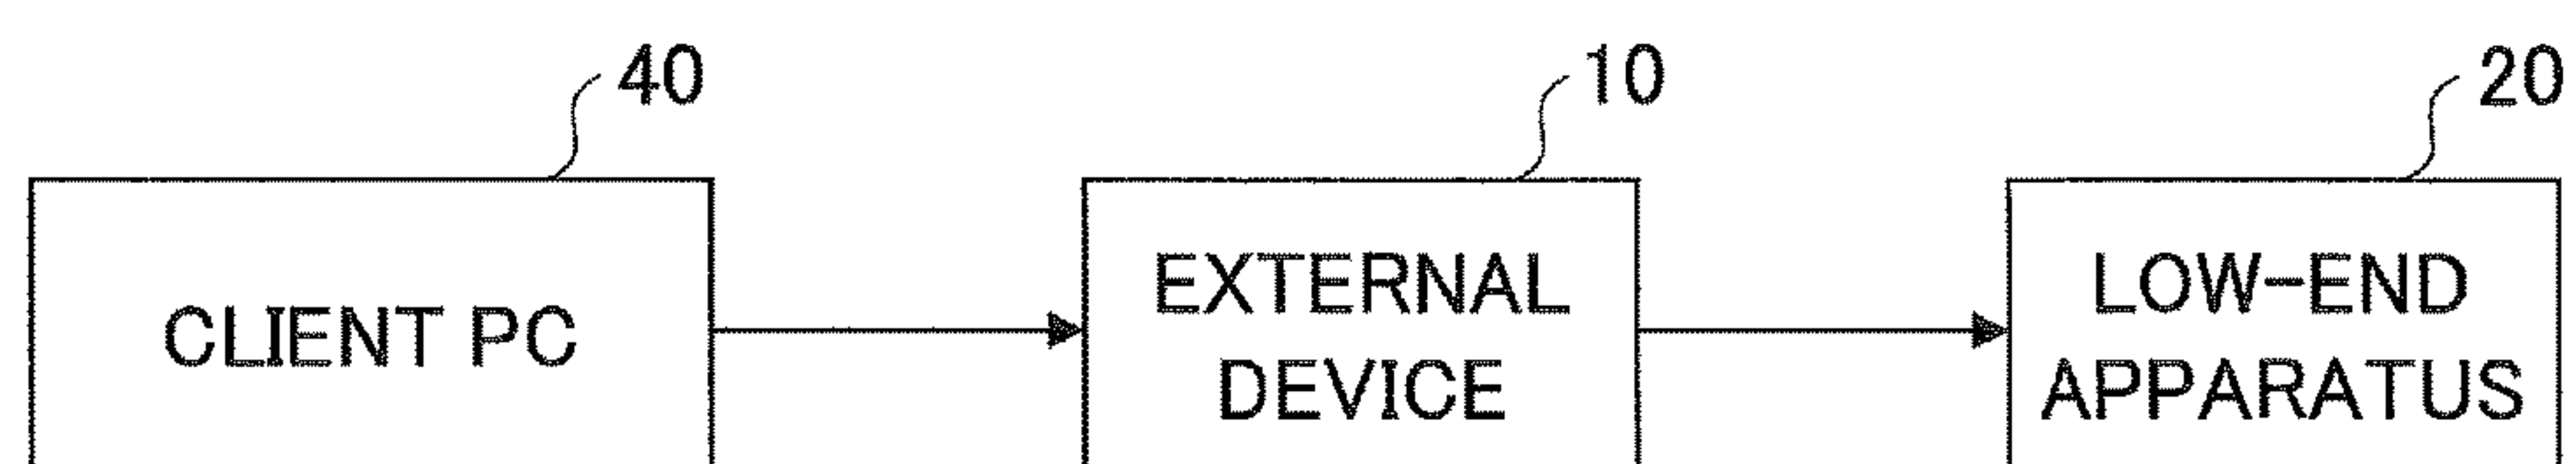 40
10
20
CLIENT PC
EXTERNAL
DEVICE
LOW-END
APPARATUS